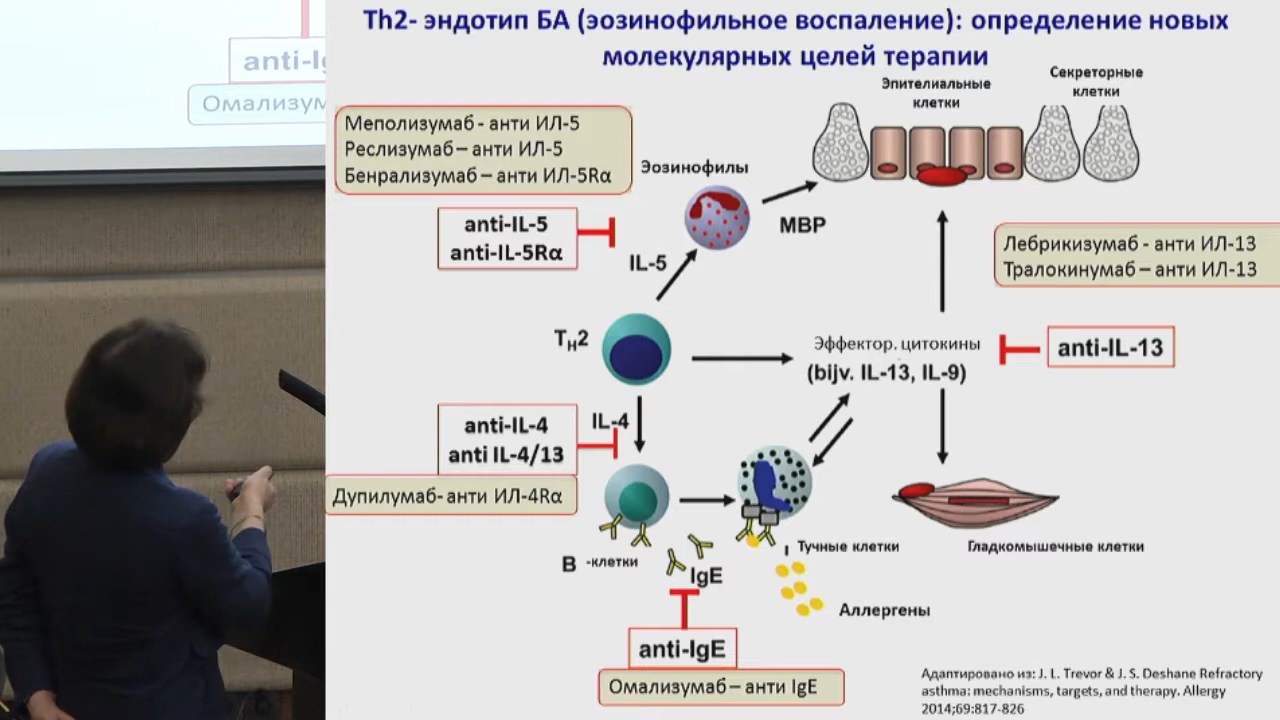 Th2- эндотип БА (эозинофильное воспаление): определение новых
молекулярных целей терапии
anti-Ig
Омализум
Меполизумаб - анти ИЛ-5
Реслизумаб – анти ИЛ-5
Бенрализумаб – анти ИЛ-5Rα
anti-IL-5
anti-IL-5Rα
Эозинофилы
IL-5
MBP
Эпителиальные
клетки
Секреторные
клетки
Лебрикизумаб - анти ИЛ-13
Тралокинумаб – анти ИЛ-13
TH2
Эффектор. цитокины
(bijv. IL-13, IL-9)
anti-IL-13
anti-IL-4
anti IL-4/13
IL-4
Дупилумаб- анти ИЛ-4Rα
B -клетки
IgE
Тучные клетки
Гладкомышечные клетки
Аллергены
anti-IgE
Омализумаб – анти IgE
Адаптировано из: J. L. Trevor & J. S. Deshane Refractory
asthma: mechanisms, targets, and therapy. Allergy
2014;69:817-826